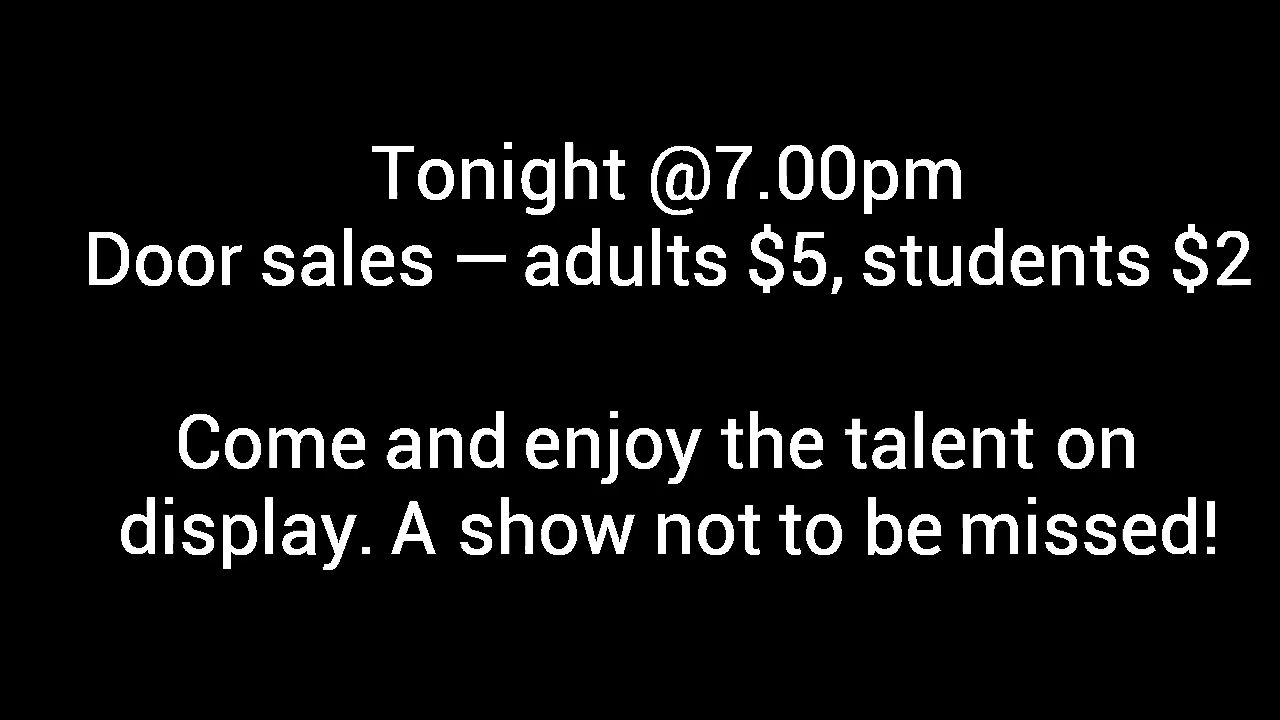 Tonight @7.00pm
Door sales – adults $5, students $2
Come and enjoy the talent on
display. A show not to be missed!